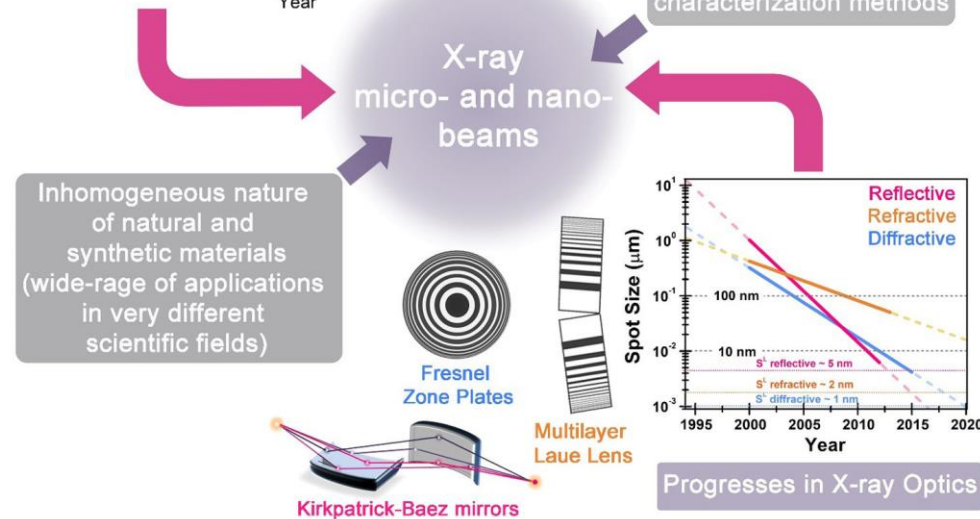 Year
characterization methods
X-ray
micro- and nano-
beams
Inhomogeneous nature
of natural and
synthetic materials
(wide-rage of applications
in very different
scientific fields)
Fresnel
Zone Plates
Multilayer
Laue Lens
Kirkpatrick-Baez mirrors
Reflective
Refractive
Diffractive
Spot Size (μm)
10¹
10⁰
10⁻¹
10⁻²
10⁻³
100 nm
10 nm
Sᴸ reflective ~ 5 nm
Sᴸ refractive ~ 2 nm
Sᴸ diffractive ~ 1 nm
1995 2000 2005 2010 2015 2020
Year
Progresses in X-ray Optics